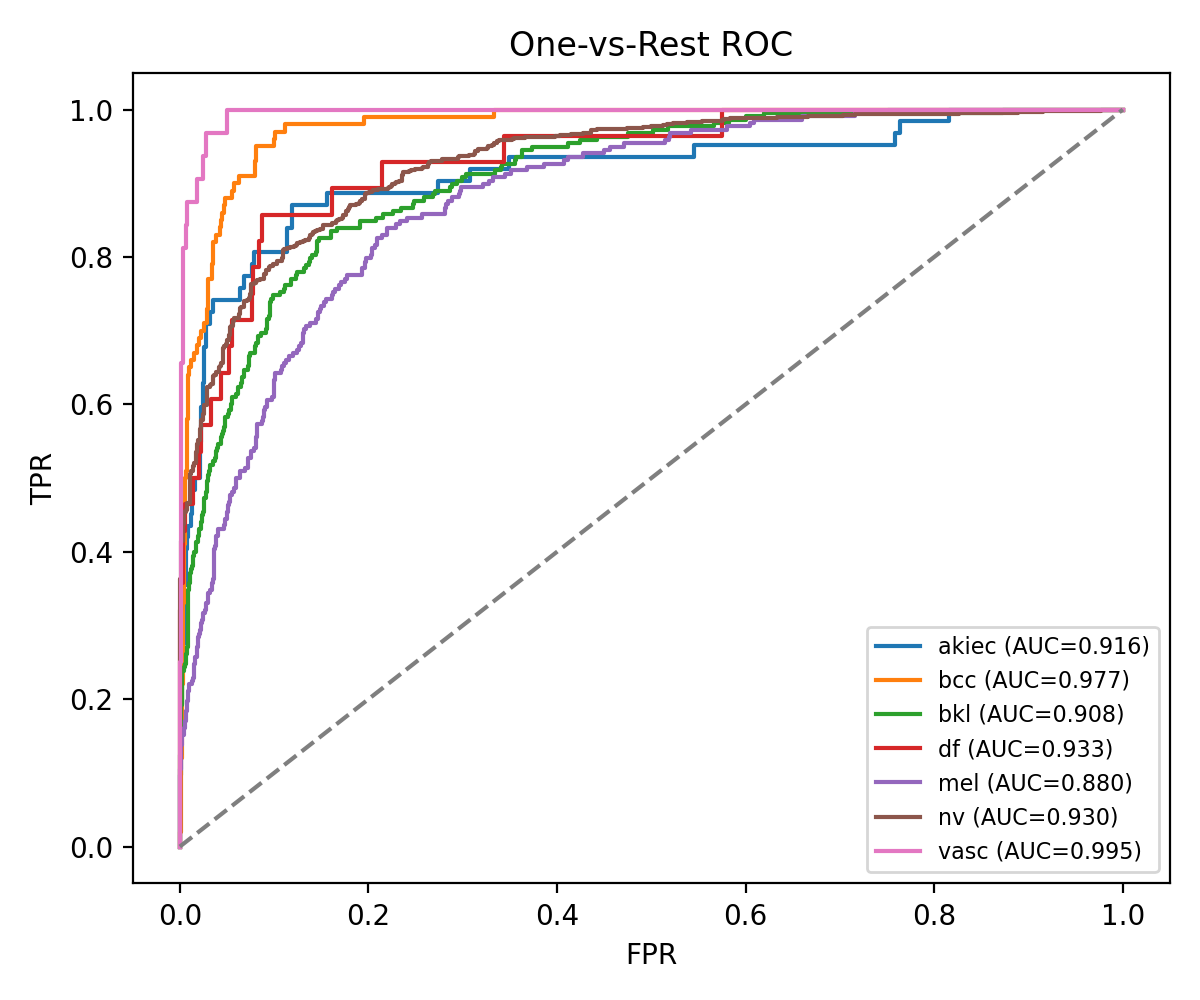 One-vs-Rest ROC
1.0
0.8
0.6
0.4
0.2
0.0
TPR
0.0 0.2 0.4 0.6 0.8 1.0
FPR
akiec (AUC=0.916)
bcc (AUC=0.977)
bkl (AUC=0.908)
df (AUC=0.933)
mel (AUC=0.880)
nv (AUC=0.930)
vasc (AUC=0.995)